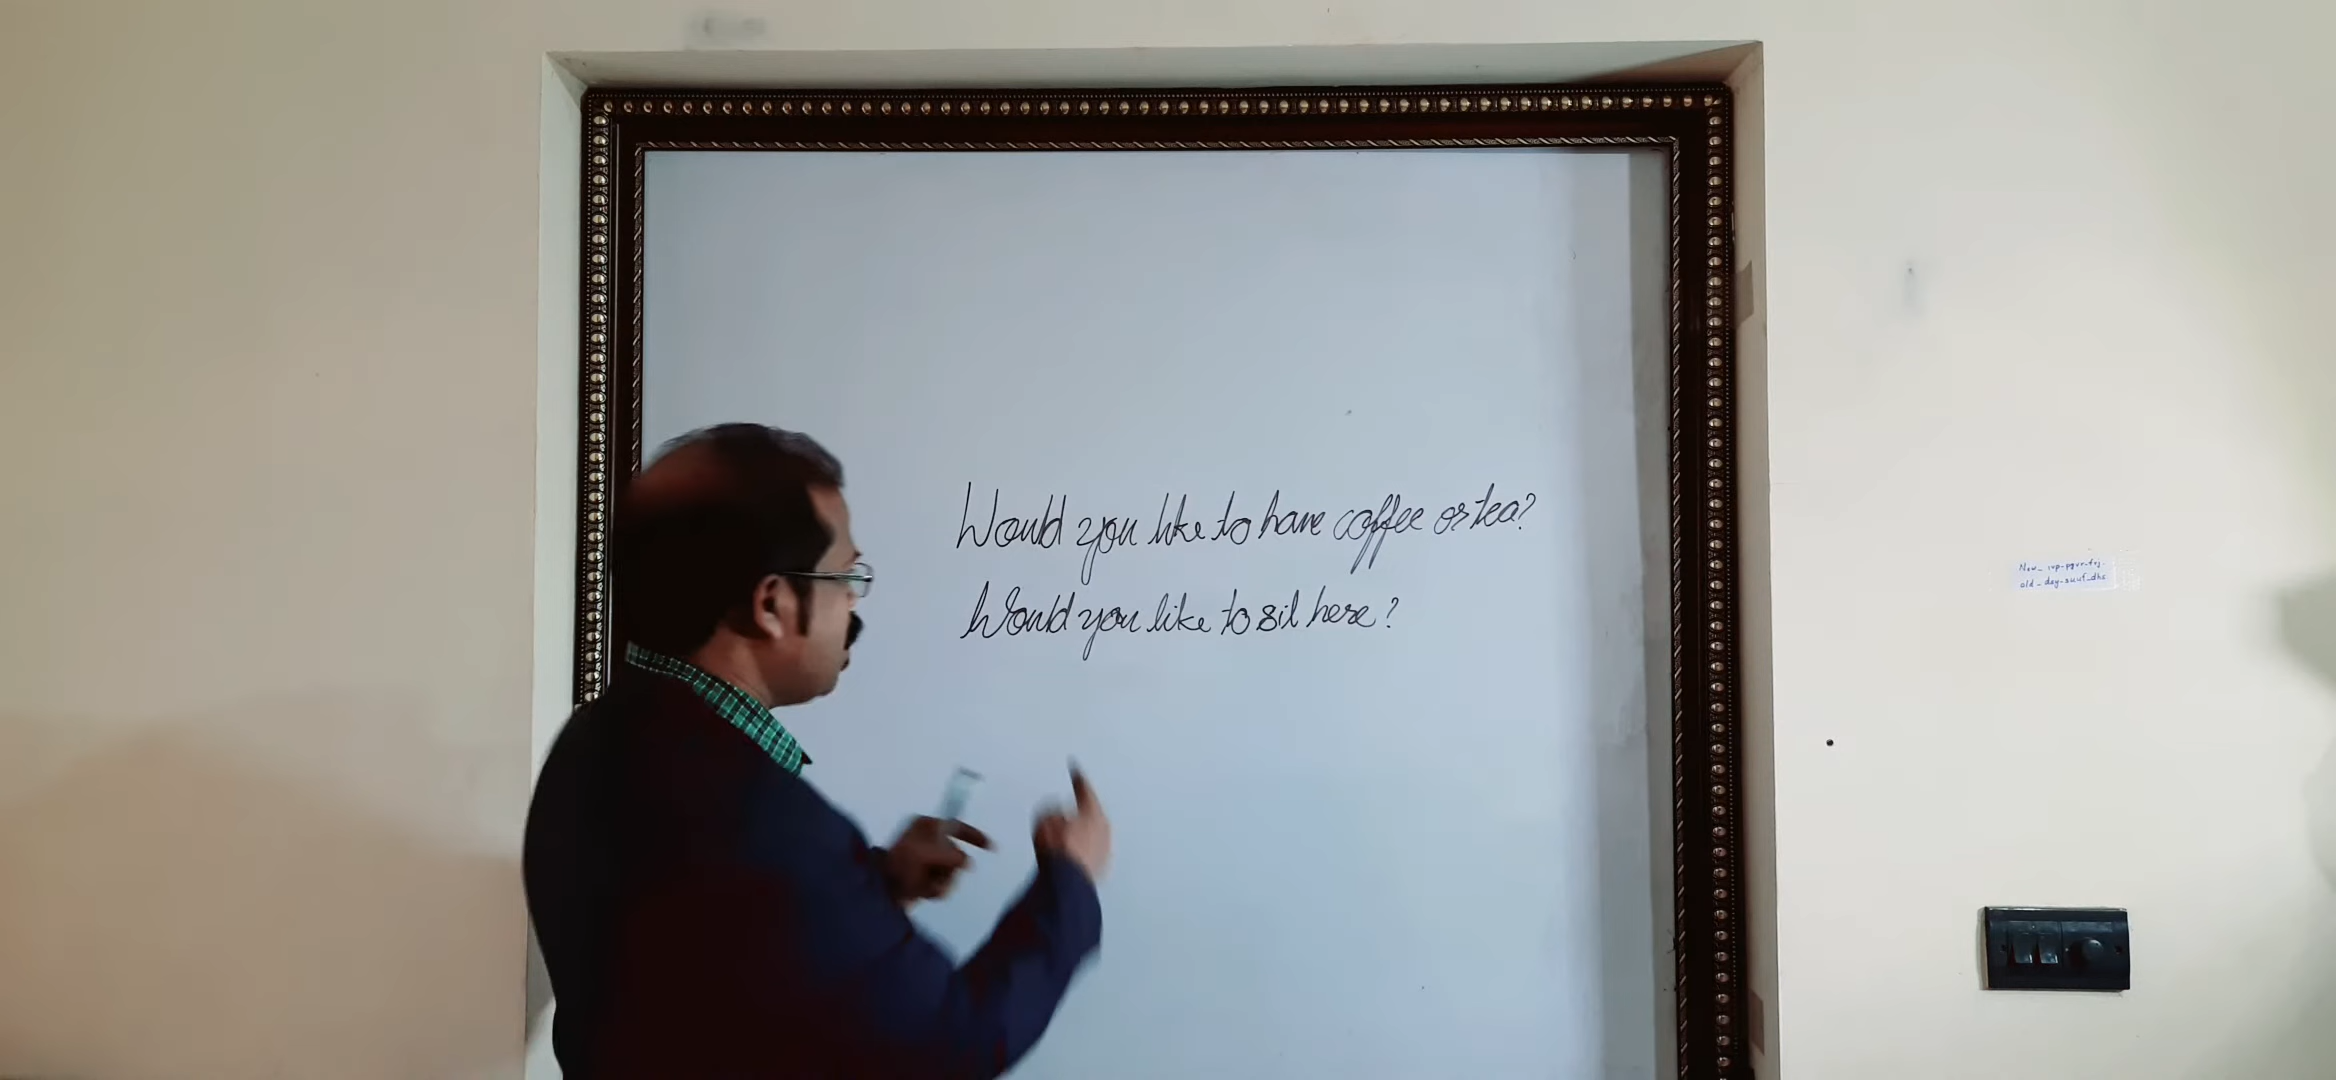 Would you like to have coffee or tea?
Would you like to sit here?